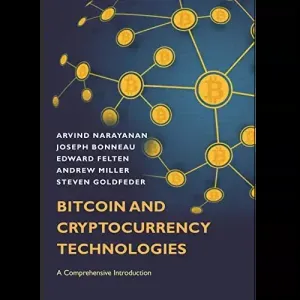 ARVIND NARAYANAN
JOSEPH BONNEAU
EDWARD FELTEN
ANDREW MILLER
STEVEN GOLDFEDER
BITCOIN AND
CRYPTOCURRENCY
TECHNOLOGIES
A Comprehensive Introduction